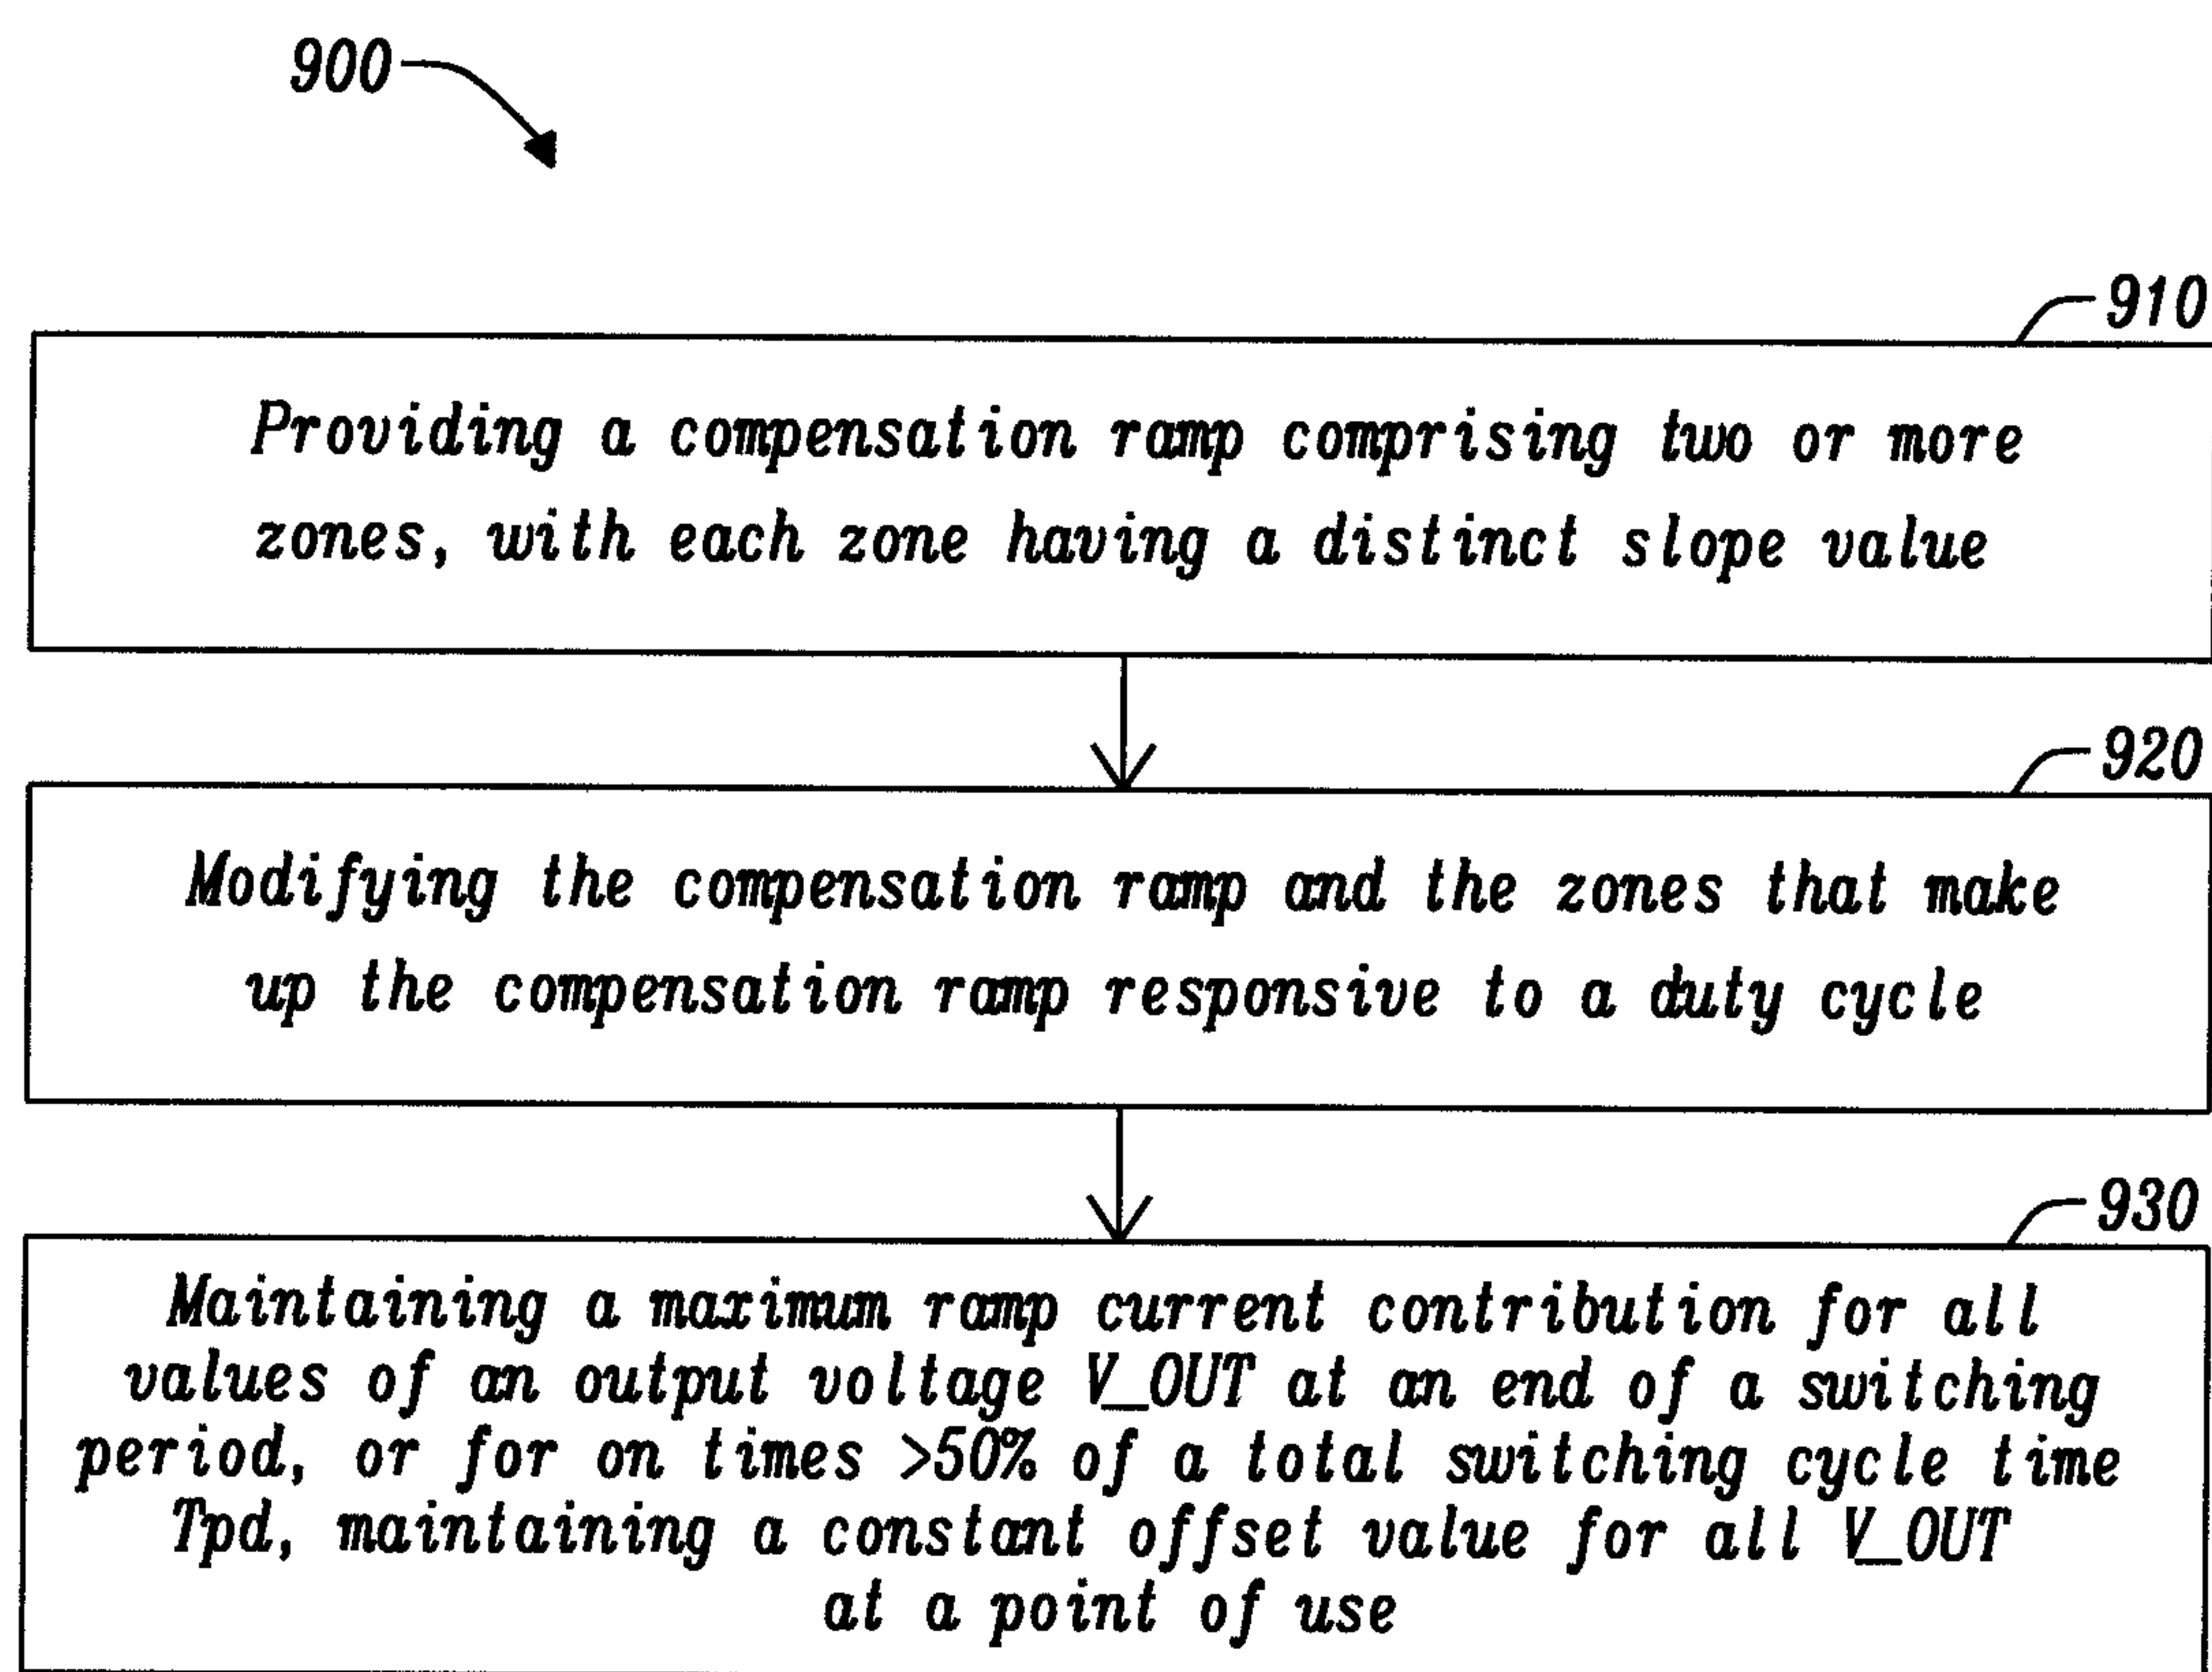 900
910
Providing a compensation ramp comprising two or more
zones, with each zone having a distinct slope value
920
Modifying the compensation ramp and the zones that make
up the compensation ramp responsive to a duty cycle
930
Maintaining a maximum ramp current contribution for all
values of an output voltage V_OUT at an end of a switching
period, or for on times >50% of a total switching cycle time
Tpd, maintaining a constant offset value for all V_OUT
at a point of use